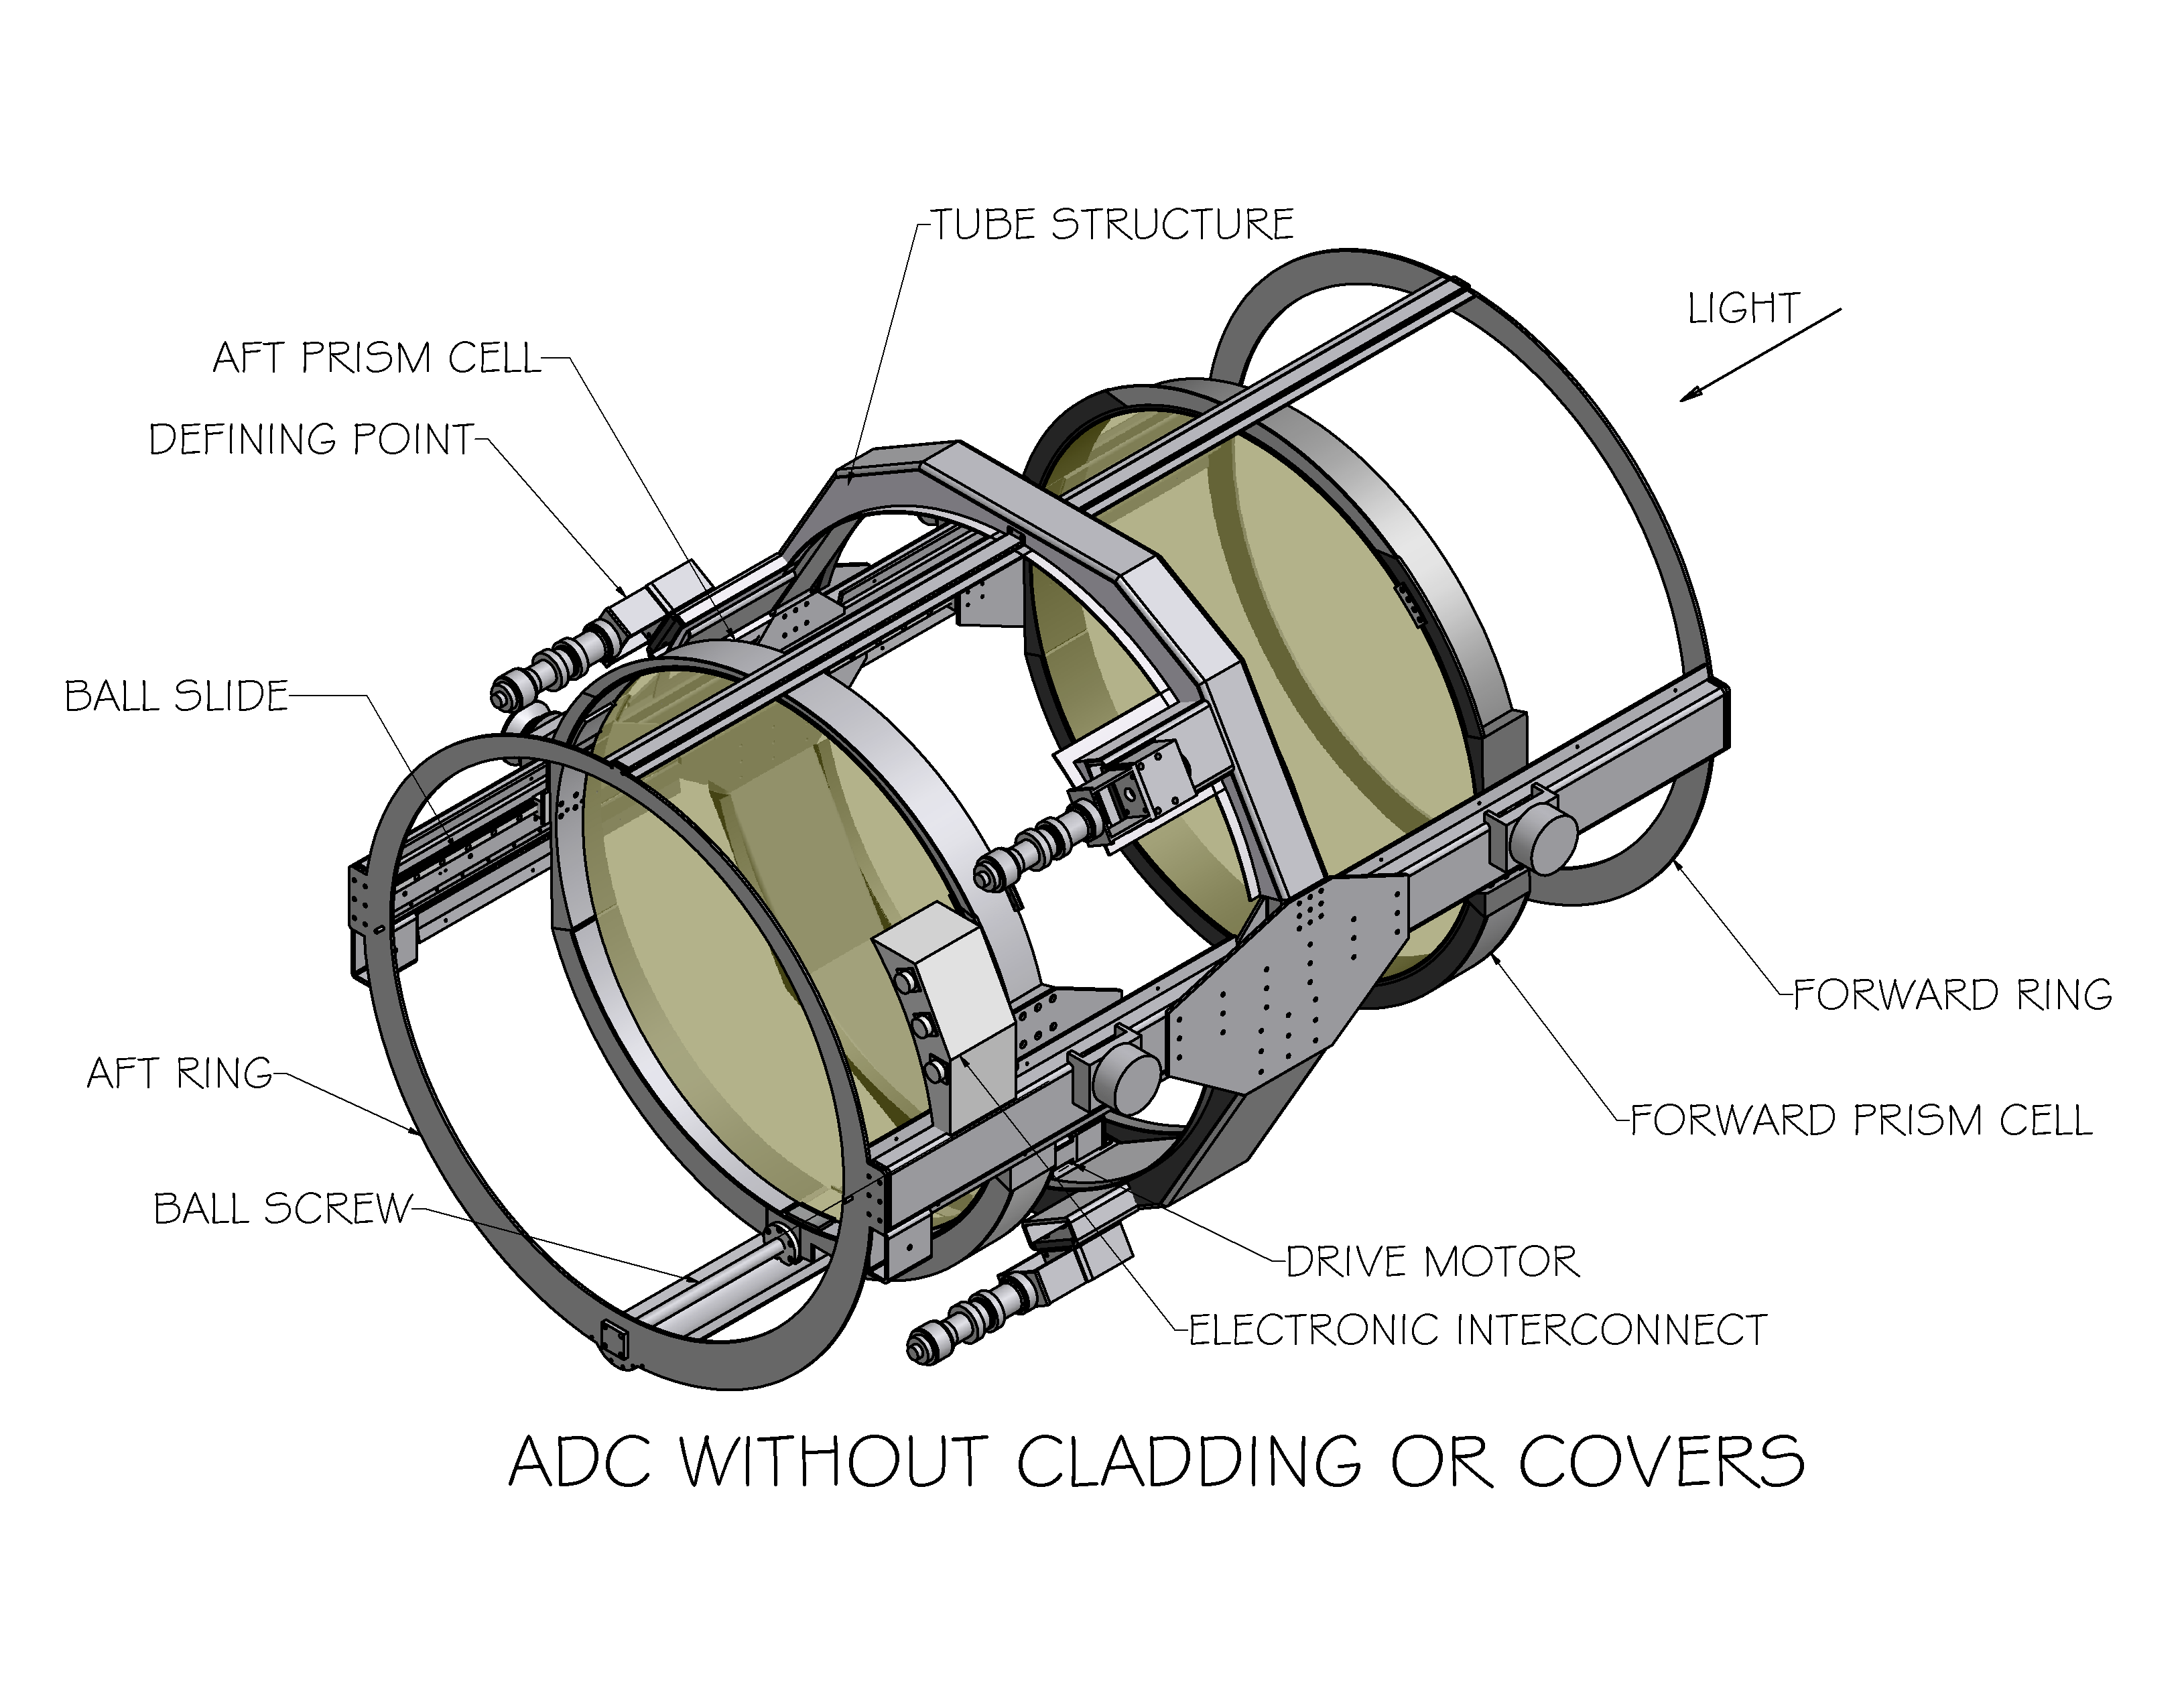 TUBE STRUCTURE
LIGHT
AFT PRISM CELL
DEFINING POINT
BALL SLIDE
FORWARD RING
AFT RING
FORWARD PRISM CELL
BALL SCREW
DRIVE MOTOR
ELECTRONIC INTERCONNECT
ADC WITHOUT CLADDING OR COVERS